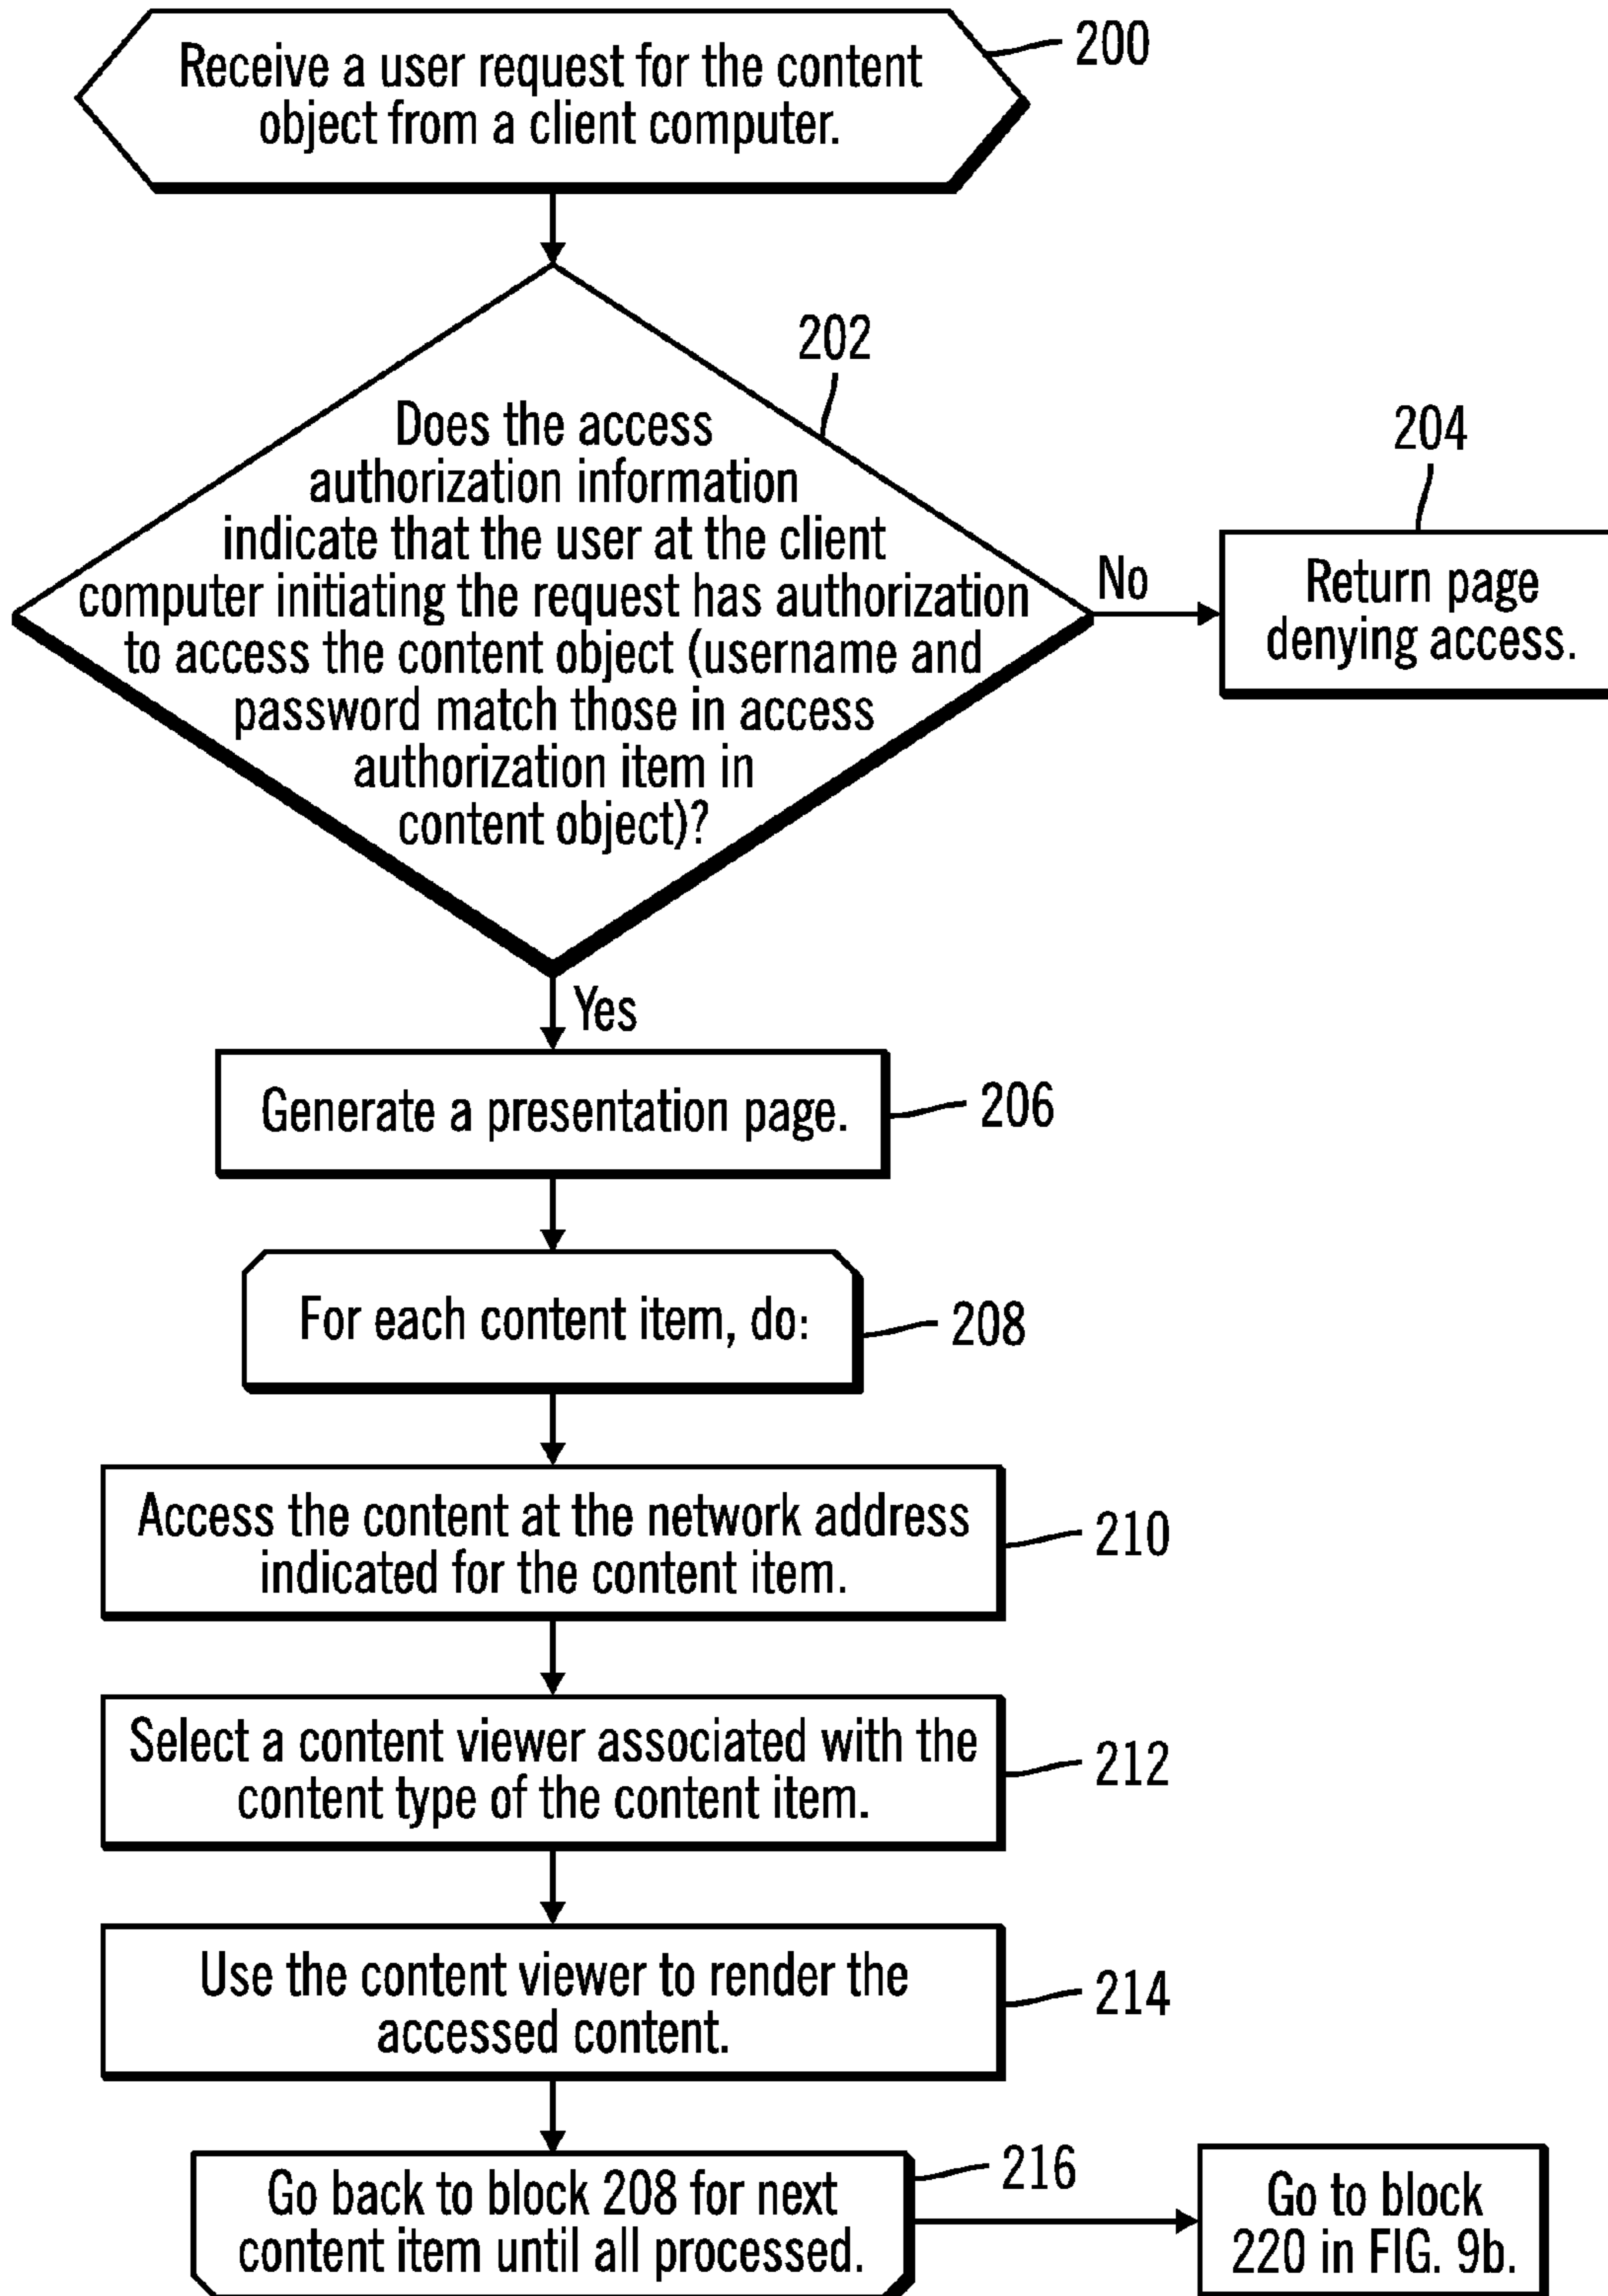 Receive a user request for the content
object from a client computer.
200
202
Does the access
authorization information
indicate that the user at the client
computer initiating the request has authorization
to access the content object (username and
password match those in access
authorization item in
content object)?
No
204
Return page
denying access.
Yes
Generate a presentation page.
206
For each content item, do:
208
Access the content at the network address
indicated for the content item.
210
Select a content viewer associated with the
content type of the content item.
212
Use the content viewer to render the
accessed content.
214
Go back to block 208 for next
content item until all processed.
216
Go to block
220 in FIG. 9b.